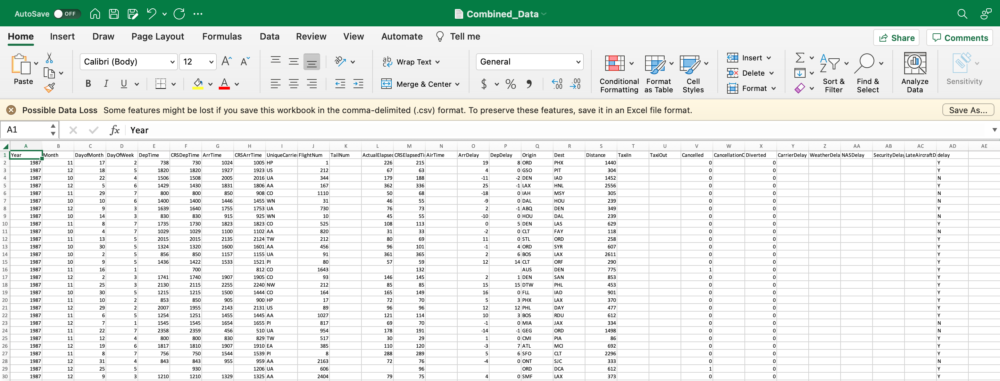 AutoSave OFF Combined_Data
Home Insert Draw Page Layout Formulas Data Review View Automate Tell me Share Comments
Paste Calibri (Body) 12 Wrap Text General Conditional Formatting Format as Table Cell Styles Insert Delete Format Sort & Filter Find & Select Analyze Data Sensitivity
B I U Merge & Center $ % 9
Possible Data Loss Some features might be lost if you save this workbook in the comma-delimited (.csv) format. To preserve these features, save it in an Excel file format. Save As...
A1 fx Year
A B C D E F G H I J K L M N O P Q R S T U V W X Y Z AA AB AC AD AE
1 Year Month DayofMonth DayOfWeek DepTime CRSDepTime ArrTime CRSArrTime UniqueCarrier FlightNum TailNum ActualElapsed CRSElapsedTi AirTime ArrDelay DepDelay Origin Dest Distance TaxiIn TaxiOut Cancelled CancellationC Diverted CarrierDelay WeatherDela NASDelay SecurityDelay LateAircraftD delay
2 1987 11 17 2 738 730 1024 1005 HP 1 226 215 19 8 ORD PHX 1440 0 0 Y
3 1987 12 18 5 1820 1820 1927 1923 US 212 67 63 4 0 GSO PIT 304 0 0 Y
4 1987 10 22 4 1506 1508 2005 2016 UA 344 179 188 -11 -2 DEN IAD 1452 0 0 N
5 1987 12 5 6 1429 1430 1831 1806 AA 167 362 336 25 -1 LAX HNL 2556 0 0 Y
6 1987 11 29 7 800 800 850 908 CO 1110 50 68 -18 0 IAH MSY 305 0 0 N
7 1987 10 10 6 1400 1400 1446 1455 WN 31 46 55 -9 0 DAL HOU 239 0 0 N
8 1987 12 9 3 1639 1640 1755 1753 UA 730 76 73 2 -1 ABQ DEN 349 0 0 Y
9 1987 10 14 3 830 830 915 925 WN 10 45 55 -10 0 HOU DAL 239 0 0 N
10 1987 11 8 7 1735 1730 1823 1823 CO 525 108 113 0 5 DEN LAS 629 0 0 Y
11 1987 10 4 7 1029 1029 1100 1102 AA 820 31 33 -2 0 CLT FAY 118 0 0 N
12 1987 11 13 5 2015 2015 2135 2124 TW 212 80 69 11 0 STL ORD 258 0 0 Y
13 1987 10 30 5 1324 1320 1600 1601 AA 456 96 101 -1 4 ORD SYR 607 0 0 Y
14 1987 10 2 5 856 850 1157 1155 UA 91 361 365 2 6 BOS LAX 2611 0 0 Y
15 1987 10 9 5 1436 1422 1533 1521 PI 80 57 59 12 14 CLT ORF 290 0 0 Y
16 1987 11 16 1 700 812 CO 1643 132 AUS DEN 775 1 0 Y
17 1987 12 2 3 1741 1740 1907 1905 CO 93 146 145 2 1 DEN SAN 853 0 0 Y
18 1987 11 25 3 2130 2115 2255 2240 NW 212 85 85 15 15 DTW PHL 453 0 0 Y
19 1987 10 30 5 1215 1215 1500 1444 CO 164 165 149 16 0 FLL IAD 901 0 0 Y
20 1987 11 10 2 853 850 905 900 HP 17 72 70 5 3 PHX LAX 370 0 0 Y
21 1987 12 29 2 2007 1955 2143 2131 US 89 96 96 12 12 PHL DAY 477 0 0 Y
22 1987 11 6 5 1254 1251 1455 1445 AA 1027 121 114 10 3 BOS RDU 612 0 0 Y
23 1987 12 7 1 1545 1545 1654 1655 PI 817 69 70 -1 0 MIA JAX 334 0 0 N
24 1987 11 22 7 2358 2359 456 510 UA 954 178 191 -14 -1 GEG ORD 1498 0 0 N
25 1987 11 12 4 800 800 830 829 TW 517 30 29 1 0 CMI PIA 86 0 0 Y
26 1987 12 19 6 1817 1810 1907 1910 EA 385 110 120 -3 7 ATL MCI 692 0 0 Y
27 1987 11 8 7 756 750 1544 1539 PI 8 288 289 5 6 SFO CLT 2296 0 0 Y
28 1987 12 31 4 843 843 955 959 AA 2163 72 76 -4 0 ONT SJC 333 0 0 N
29 1987 12 25 5 930 1206 UA 606 96 ORD DCA 612 1 0 Y
30 1987 12 9 3 1210 1210 1329 1325 AA 2404 79 75 4 0 SMF LAX 373 0 0 Y